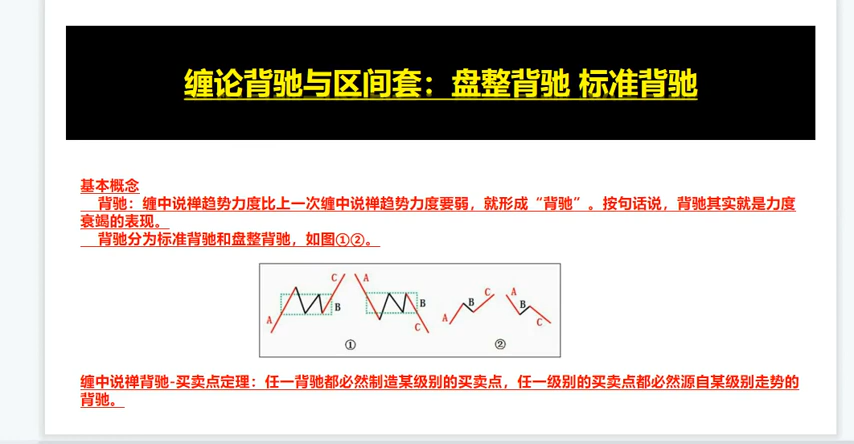 缠论背驰与区间套：盘整背驰 标准背驰
基本概念
背驰：缠中说禅趋势力度比上一次缠中说禅趋势力度要弱，就形成“背驰”。按句话说，背驰其实就是力度
衰竭的表现。
背驰分为标准背驰和盘整背驰，如图①②。
A B C A B C A B C A B C
① ②
缠中说禅背驰-买卖点定理：任一背驰都必然制造某级别的买卖点，任一级别的买卖点都必然源自某级别走势的
背驰。